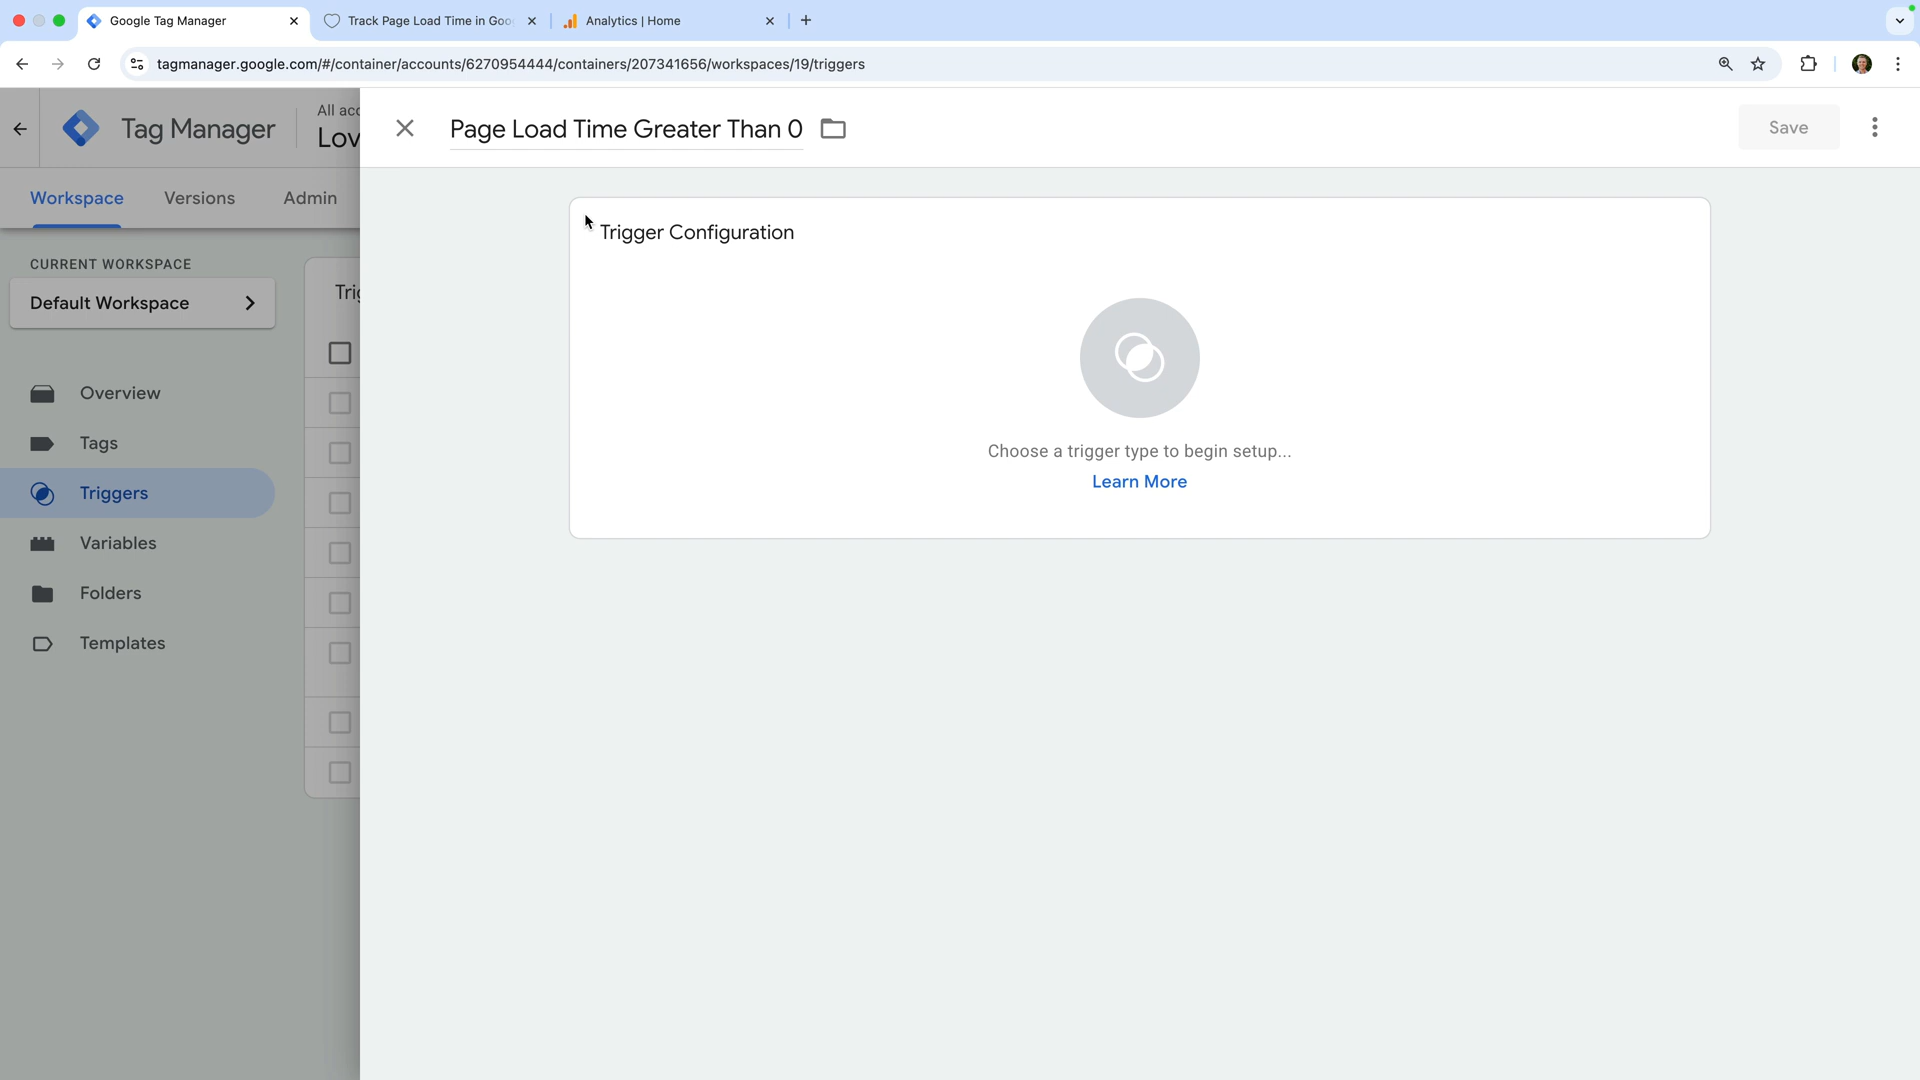 Google Tag Manager
Track Page Load Time in Goo
Analytics | Home
tagmanager.google.com/#/container/accounts/6270954444/containers/207341656/workspaces/19/triggers
Tag Manager
All acc
Lov
Page Load Time Greater Than 0
Save
Workspace
Versions
Admin
CURRENT WORKSPACE
Default Workspace
Overview
Tags
Triggers
Variables
Folders
Templates
Trig
Trigger Configuration
Choose a trigger type to begin setup...
Learn More